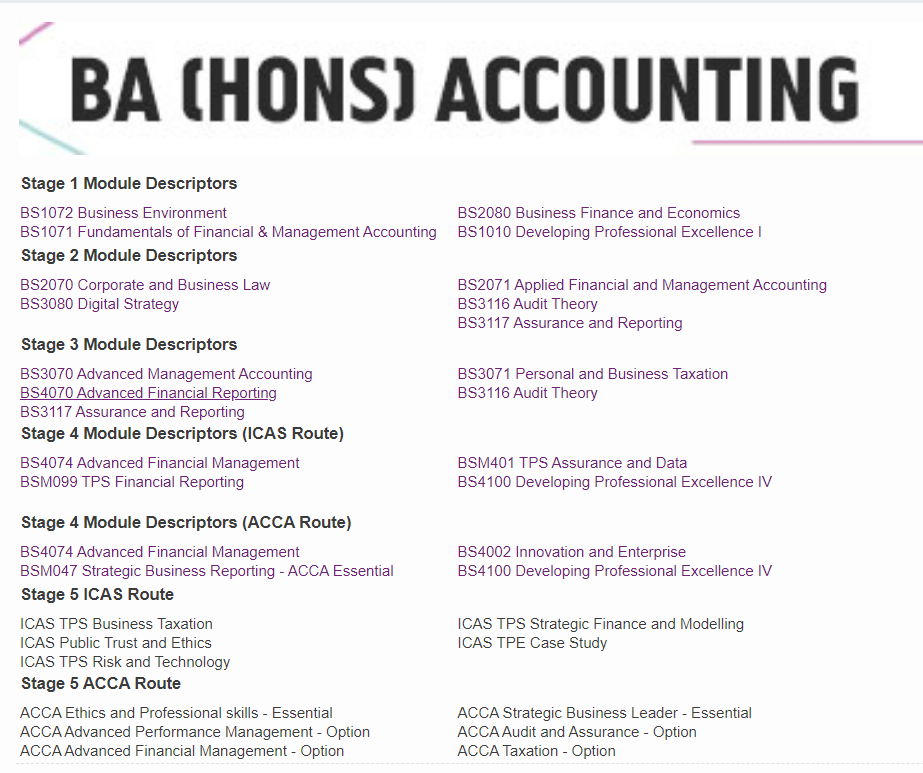 BA (HONS) ACCOUNTING
Stage 1 Module Descriptors
BS1072 Business Environment
BS2080 Business Finance and Economics
BS1071 Fundamentals of Financial & Management Accounting
BS1010 Developing Professional Excellence I
Stage 2 Module Descriptors
BS2070 Corporate and Business Law
BS2071 Applied Financial and Management Accounting
BS3080 Digital Strategy
BS3116 Audit Theory
BS3117 Assurance and Reporting
Stage 3 Module Descriptors
BS3070 Advanced Management Accounting
BS3071 Personal and Business Taxation
BS4070 Advanced Financial Reporting
BS3116 Audit Theory
BS3117 Assurance and Reporting
Stage 4 Module Descriptors (ICAS Route)
BS4074 Advanced Financial Management
BSM401 TPS Assurance and Data
BSM099 TPS Financial Reporting
BS4100 Developing Professional Excellence IV
Stage 4 Module Descriptors (ACCA Route)
BS4074 Advanced Financial Management
BS4002 Innovation and Enterprise
BSM047 Strategic Business Reporting - ACCA Essential
BS4100 Developing Professional Excellence IV
Stage 5 ICAS Route
ICAS TPS Business Taxation
ICAS TPS Strategic Finance and Modelling
ICAS Public Trust and Ethics
ICAS TPE Case Study
ICAS TPS Risk and Technology
Stage 5 ACCA Route
ACCA Ethics and Professional skills - Essential
ACCA Strategic Business Leader - Essential
ACCA Advanced Performance Management - Option
ACCA Audit and Assurance - Option
ACCA Advanced Financial Management - Option
ACCA Taxation - Option